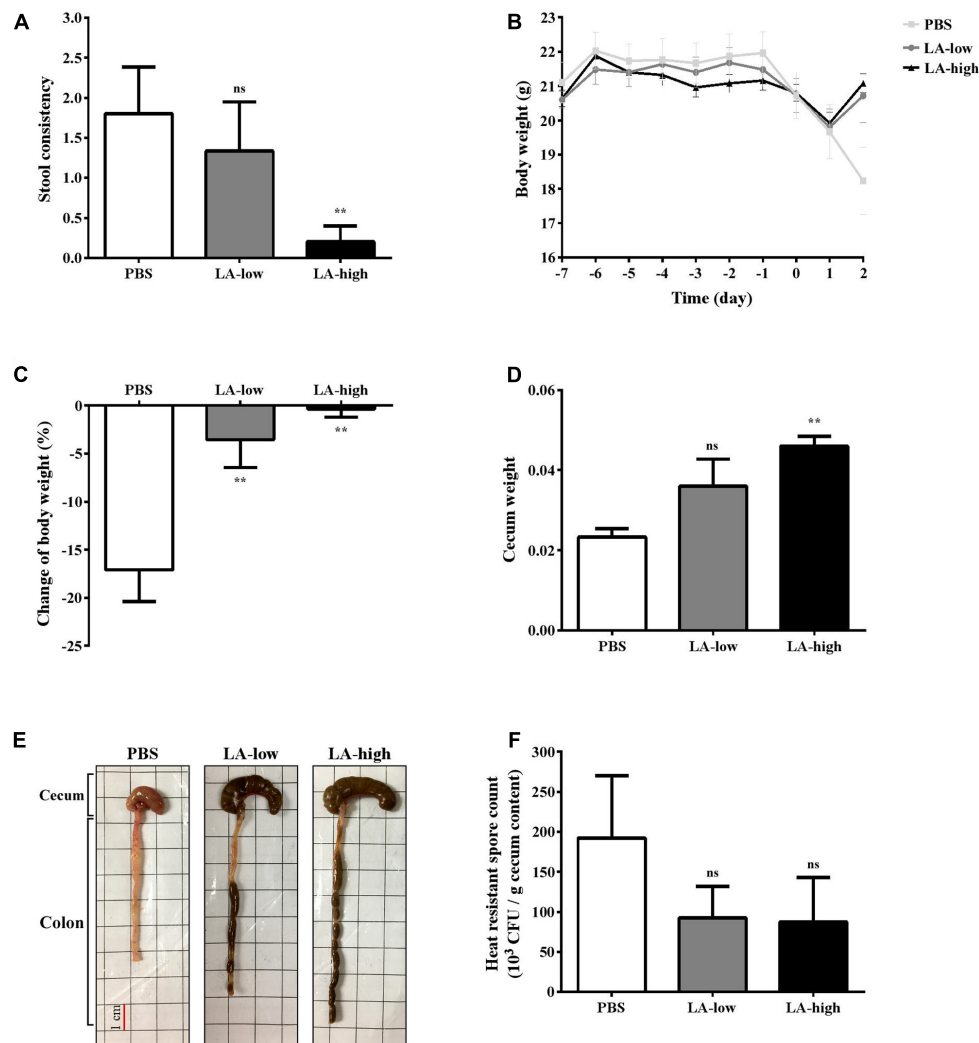 A
Stool consistency
3.0
2.5
2.0
1.5
1.0
0.5
0.0
ns
**
PBS LA-low LA-high
B
Body weight (g)
23
22
21
20
19
18
17
16
-7 -6 -5 -4 -3 -2 -1 0 1 2
Time (day)
PBS
LA-low
LA-high
C
Change of body weight (%)
PBS LA-low LA-high
0
-5
-10
-15
-20
-25
**
**
D
Cecum weight
0.06
0.04
0.02
0.00
ns
**
PBS LA-low LA-high
E
PBS LA-low LA-high
Cecum
Colon
1 cm
F
Heat resistant spore count
(10³ CFU / g cecum content)
300
250
200
150
100
50
0
ns
ns
PBS LA-low LA-high